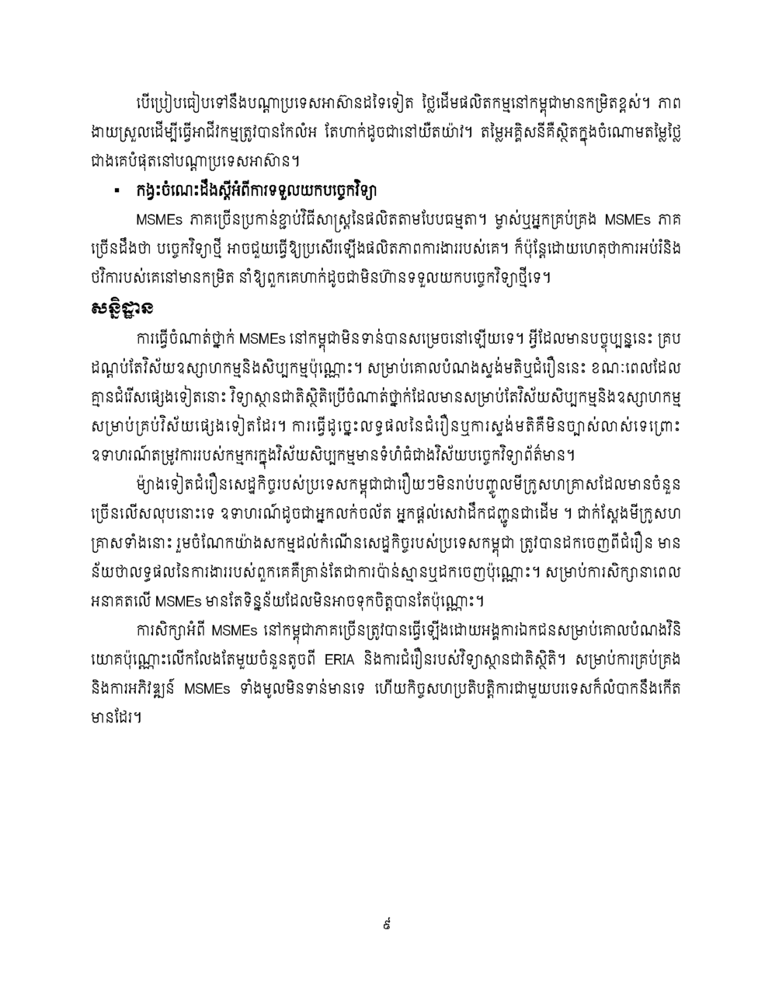 បើប្រៀបធៀបទៅនឹងបណ្តាប្រទេសអាស៊ានដទៃទៀត ថ្លៃដើមផលិតកម្មនៅកម្ពុជាមានកម្រិតខ្ពស់។ ភាព
ងាយស្រួលដើម្បីធ្វើអាជីវកម្មត្រូវបានកែលំអ តែហាក់ដូចជានៅយឺតយ៉ាវ។ តម្លៃអគ្គិសនីគឺស្ថិតក្នុងចំណោមតម្លៃថ្លៃ
ជាងគេបំផុតនៅបណ្តាប្រទេសអាស៊ាន។
▪ កង្វះចំណេះដឹងស្តីអំពីការទទួលយកបច្ចេកវិទ្យា
MSMEs ភាគច្រើនប្រកាន់ខ្ជាប់វិធីសាស្ត្រនៃផលិតតាមបែបធម្មតា។ ម្ចាស់ឬអ្នកគ្រប់គ្រង MSMEs ភាគ
ច្រើនដឹងថា បច្ចេកវិទ្យាថ្មី អាចជួយធ្វើឱ្យប្រសើរឡើងផលិតភាពការងាររបស់គេ។ ក៏ប៉ុន្តែដោយហេតុថាការអប់រំនិង
ថវិការបស់គេនៅមានកម្រិត នាំឱ្យពួកគេហាក់ដូចជាមិនហ៊ានទទួលយកបច្ចេកវិទ្យាថ្មីទេ។
សន្និដ្ឋាន
ការធ្វើចំណាត់ថ្នាក់ MSMEs នៅកម្ពុជាមិនទាន់បានសម្រេចនៅឡើយទេ។ អ្វីដែលមានបច្ចុប្បន្ននេះ គ្រប
ដណ្តប់តែវិស័យឧស្សាហកម្មនិងសិប្បកម្មប៉ុណ្ណោះ។ សម្រាប់គោលបំណងស្ទង់មតិឬជំរឿននេះ ខណៈពេលដែល
គ្មានជំរើសផ្សេងទៀតនោះ វិទ្យាស្ថានជាតិស្ថិតិប្រើចំណាត់ថ្នាក់ដែលមានសម្រាប់តែវិស័យសិប្បកម្មនិងឧស្សាហកម្ម
សម្រាប់គ្រប់វិស័យផ្សេងទៀតដែរ។ ការធ្វើដូច្នេះលទ្ធផលនៃជំរឿនឬការស្ទង់មតិគឺមិនច្បាស់លាស់ទេព្រោះ
ឧទាហរណ៍តម្រូវការរបស់កម្មករក្នុងវិស័យសិប្បកម្មមានទំហំធំជាងវិស័យបច្ចេកវិទ្យាព័ត៌មាន។
ម៉្យាងទៀតជំរឿនសេដ្ឋកិច្ចរបស់ប្រទេសកម្ពុជាជារឿយៗមិនរាប់បញ្ចូលមីក្រូសហគ្រាសដែលមានចំនួន
ច្រើនលើសលុបនោះទេ ឧទាហរណ៍ដូចជាអ្នកលក់ចល័ត អ្នកផ្តល់សេវាដឹកជញ្ជូនជាដើម ។ ជាក់ស្តែងមីក្រូសហ
គ្រាសទាំងនោះ រួមចំណែកយ៉ាងសកម្មដល់កំណើនសេដ្ឋកិច្ចរបស់ប្រទេសកម្ពុជា ត្រូវបានដកចេញពីជំរឿន មាន
ន័យថាលទ្ធផលនៃការងាររបស់ពួកគេគឺគ្រាន់តែជាការប៉ាន់ស្មានឬដកចេញប៉ុណ្ណោះ។ សម្រាប់ការសិក្សានាពេល
អនាគតលើ MSMEs មានតែទិន្នន័យដែលមិនអាចទុកចិត្តបានតែប៉ុណ្ណោះ។
ការសិក្សាអំពី MSMEs នៅកម្ពុជាភាគច្រើនត្រូវបានធ្វើឡើងដោយអង្គការឯកជនសម្រាប់គោលបំណងវិនិ
យោគប៉ុណ្ណោះលើកលែងតែមួយចំនួនតូចពី ERIA និងការជំរឿនរបស់វិទ្យាស្ថានជាតិស្ថិតិ។ សម្រាប់ការគ្រប់គ្រង
និងការអភិវឌ្ឍន៍ MSMEs ទាំងមូលមិនទាន់មានទេ ហើយកិច្ចសហប្រតិបត្តិការជាមួយបរទេសក៏លំបាកនឹងកើត
មានដែរ។
៩